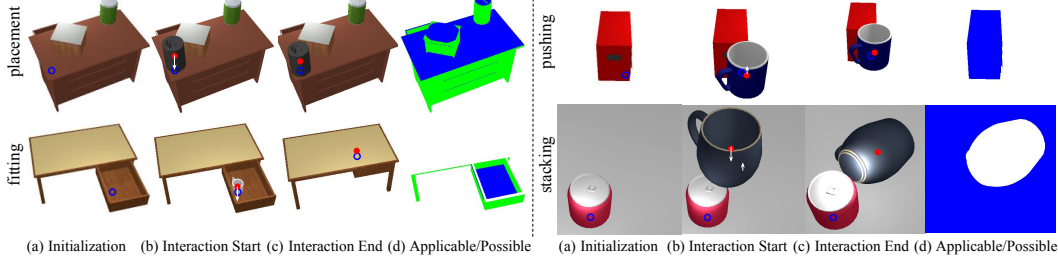 placement
fitting
(a) Initialization (b) Interaction Start (c) Interaction End (d) Applicable/Possible
pushing
stacking
(a) Initialization (b) Interaction Start (c) Interaction End (d) Applicable/Possible